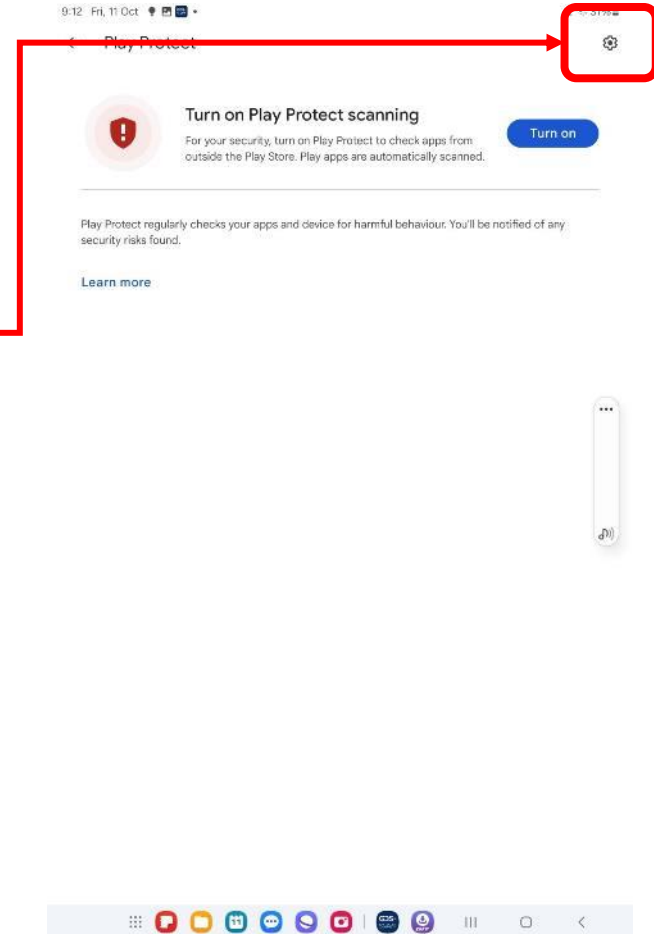 9:12 Fri, 11 Oct
Play Protect
Turn on Play Protect scanning
For your security, turn on Play Protect to check apps from
outside the Play Store. Play apps are automatically scanned.
Turn on
Play Protect regularly checks your apps and device for harmful behaviour. You'll be notified of any
security risks found.
Learn more
11